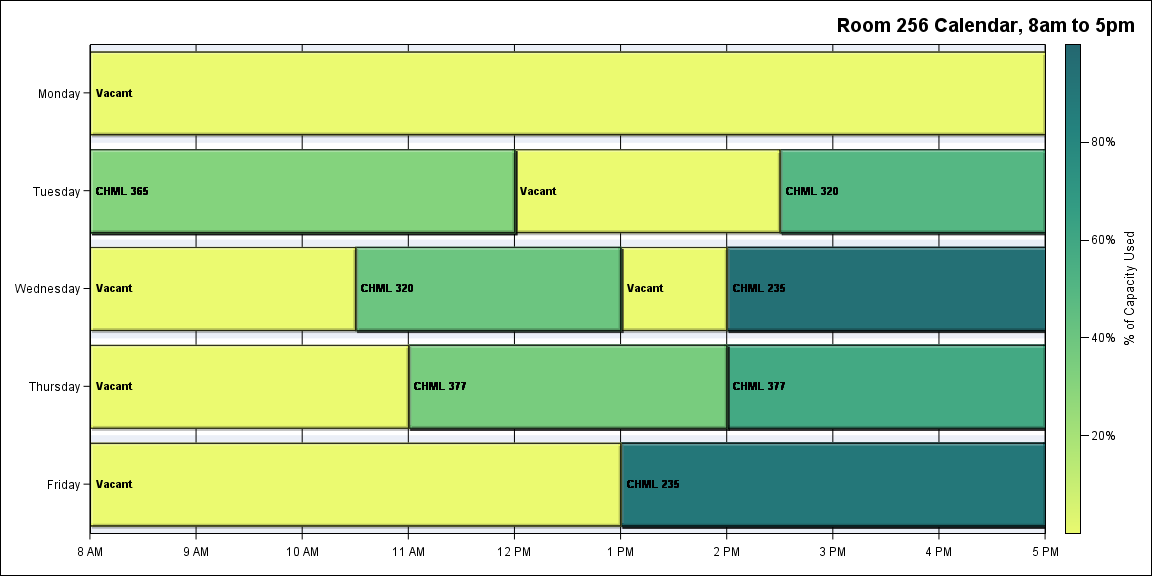 Room 256 Calendar, 8am to 5pm
Monday
Vacant
Tuesday
CHML 365
Vacant
CHML 320
Wednesday
Vacant
CHML 320
Vacant
CHML 235
Thursday
Vacant
CHML 377
CHML 377
Friday
Vacant
CHML 235
8 AM
9 AM
10 AM
11 AM
12 PM
1 PM
2 PM
3 PM
4 PM
5 PM
80%
60%
40%
20%
% of Capacity Used